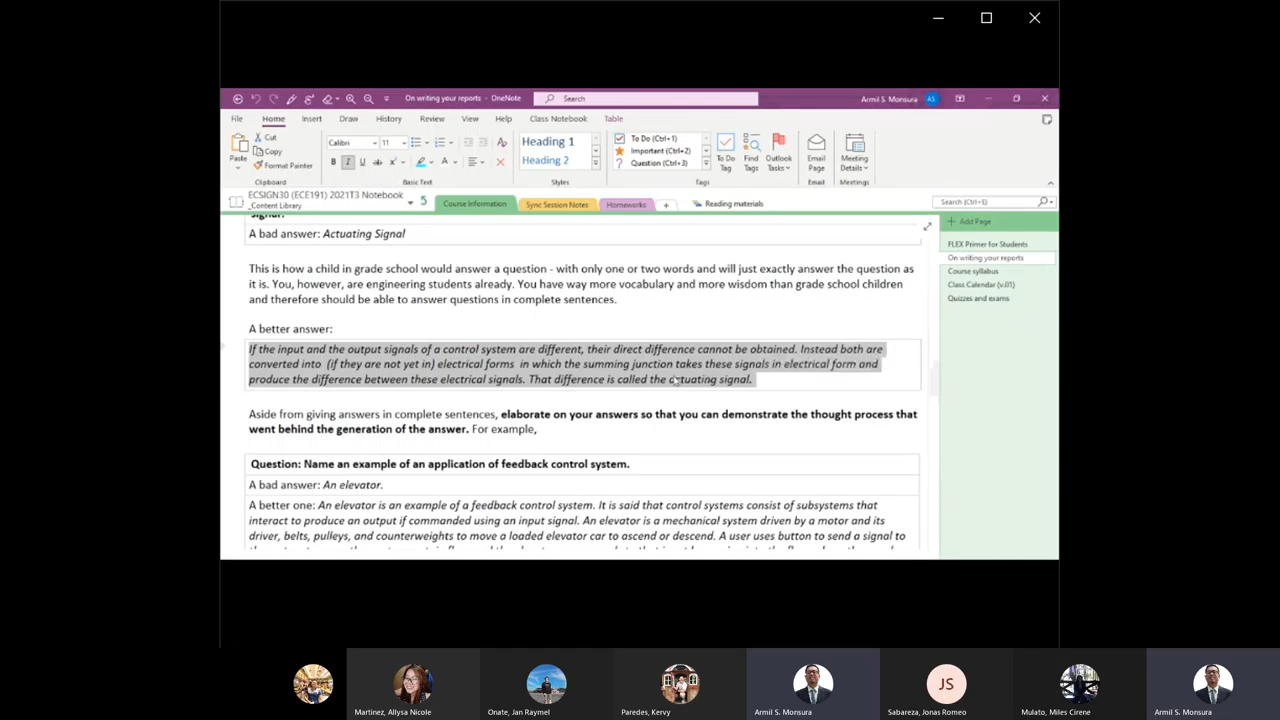 On writing your reports - OneNote
Search
Armil S. Monsura
AS
File Home Insert Draw History Review View Help Class Notebook Table
Paste
Cut
Copy
Format Painter
Clipboard
Calibri 11
B I U ab x
Basic Text
Heading 1
Heading 2
Styles
To Do (Ctrl+1)
Important (Ctrl+2)
Question (Ctrl+3)
Tags
To Do Tag
Find Tags
Outlook Tasks
Email Page
Email
Meeting Details
Meetings
ECSIGN30 (ECE191) 2021T3 Notebook
_Content Library
Course Information Sync Session Notes Homeworks + Reading materials
Search (Ctrl+E)
signal.
A bad answer: Actuating Signal
This is how a child in grade school would answer a question - with only one or two words and will just exactly answer the question as
it is. You, however, are engineering students already. You have way more vocabulary and more wisdom than grade school children
and therefore should be able to answer questions in complete sentences.
A better answer:
If the input and the output signals of a control system are different, their direct difference cannot be obtained. Instead both are
converted into (if they are not yet in) electrical forms in which the summing junction takes these signals in electrical form and
produce the difference between these electrical signals. That difference is called the actuating signal.
Aside from giving answers in complete sentences, elaborate on your answers so that you can demonstrate the thought process that
went behind the generation of the answer. For example,
Question: Name an example of an application of feedback control system.
A bad answer: An elevator.
A better one: An elevator is an example of a feedback control system. It is said that control systems consist of subsystems that
interact to produce an output if commanded using an input signal. An elevator is a mechanical system driven by a motor and its
driver, belts, pulleys, and counterweights to move a loaded elevator car to ascend or descend. A user uses button to send a signal to
Add Page
FLEX Primer for Students
On writing your reports
Course syllabus
Class Calendar (v.01)
Quizzes and exams
JS
Martinez, Allysa Nicole
Onate, Jan Raymel
Paredes, Kervy
Armil S. Monsura
Sabareza, Jonas Romeo
Mulato, Miles Cirene
Armil S. Monsura